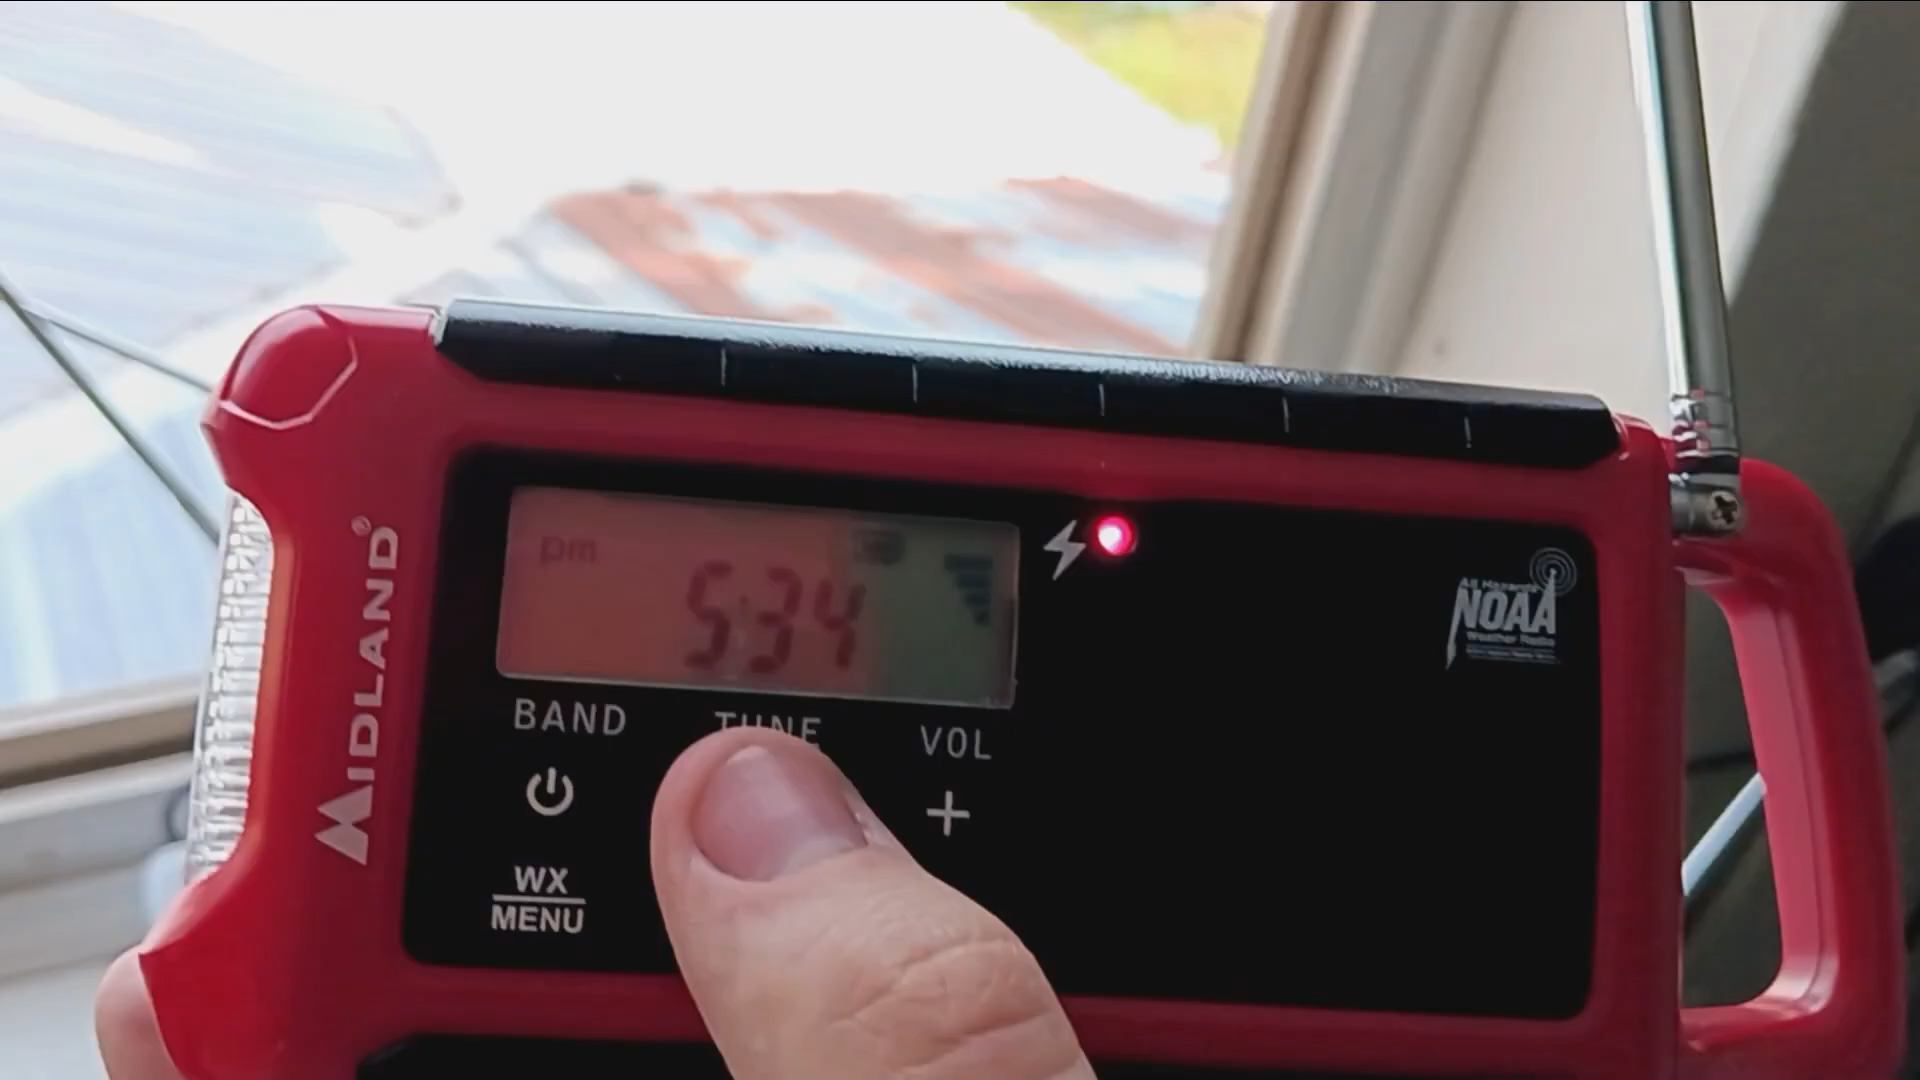 MIDLAND®
pm
5:34
BAND
TUNE
VOL
WX
MENU
All Hazards
NOAA
Weather Radio